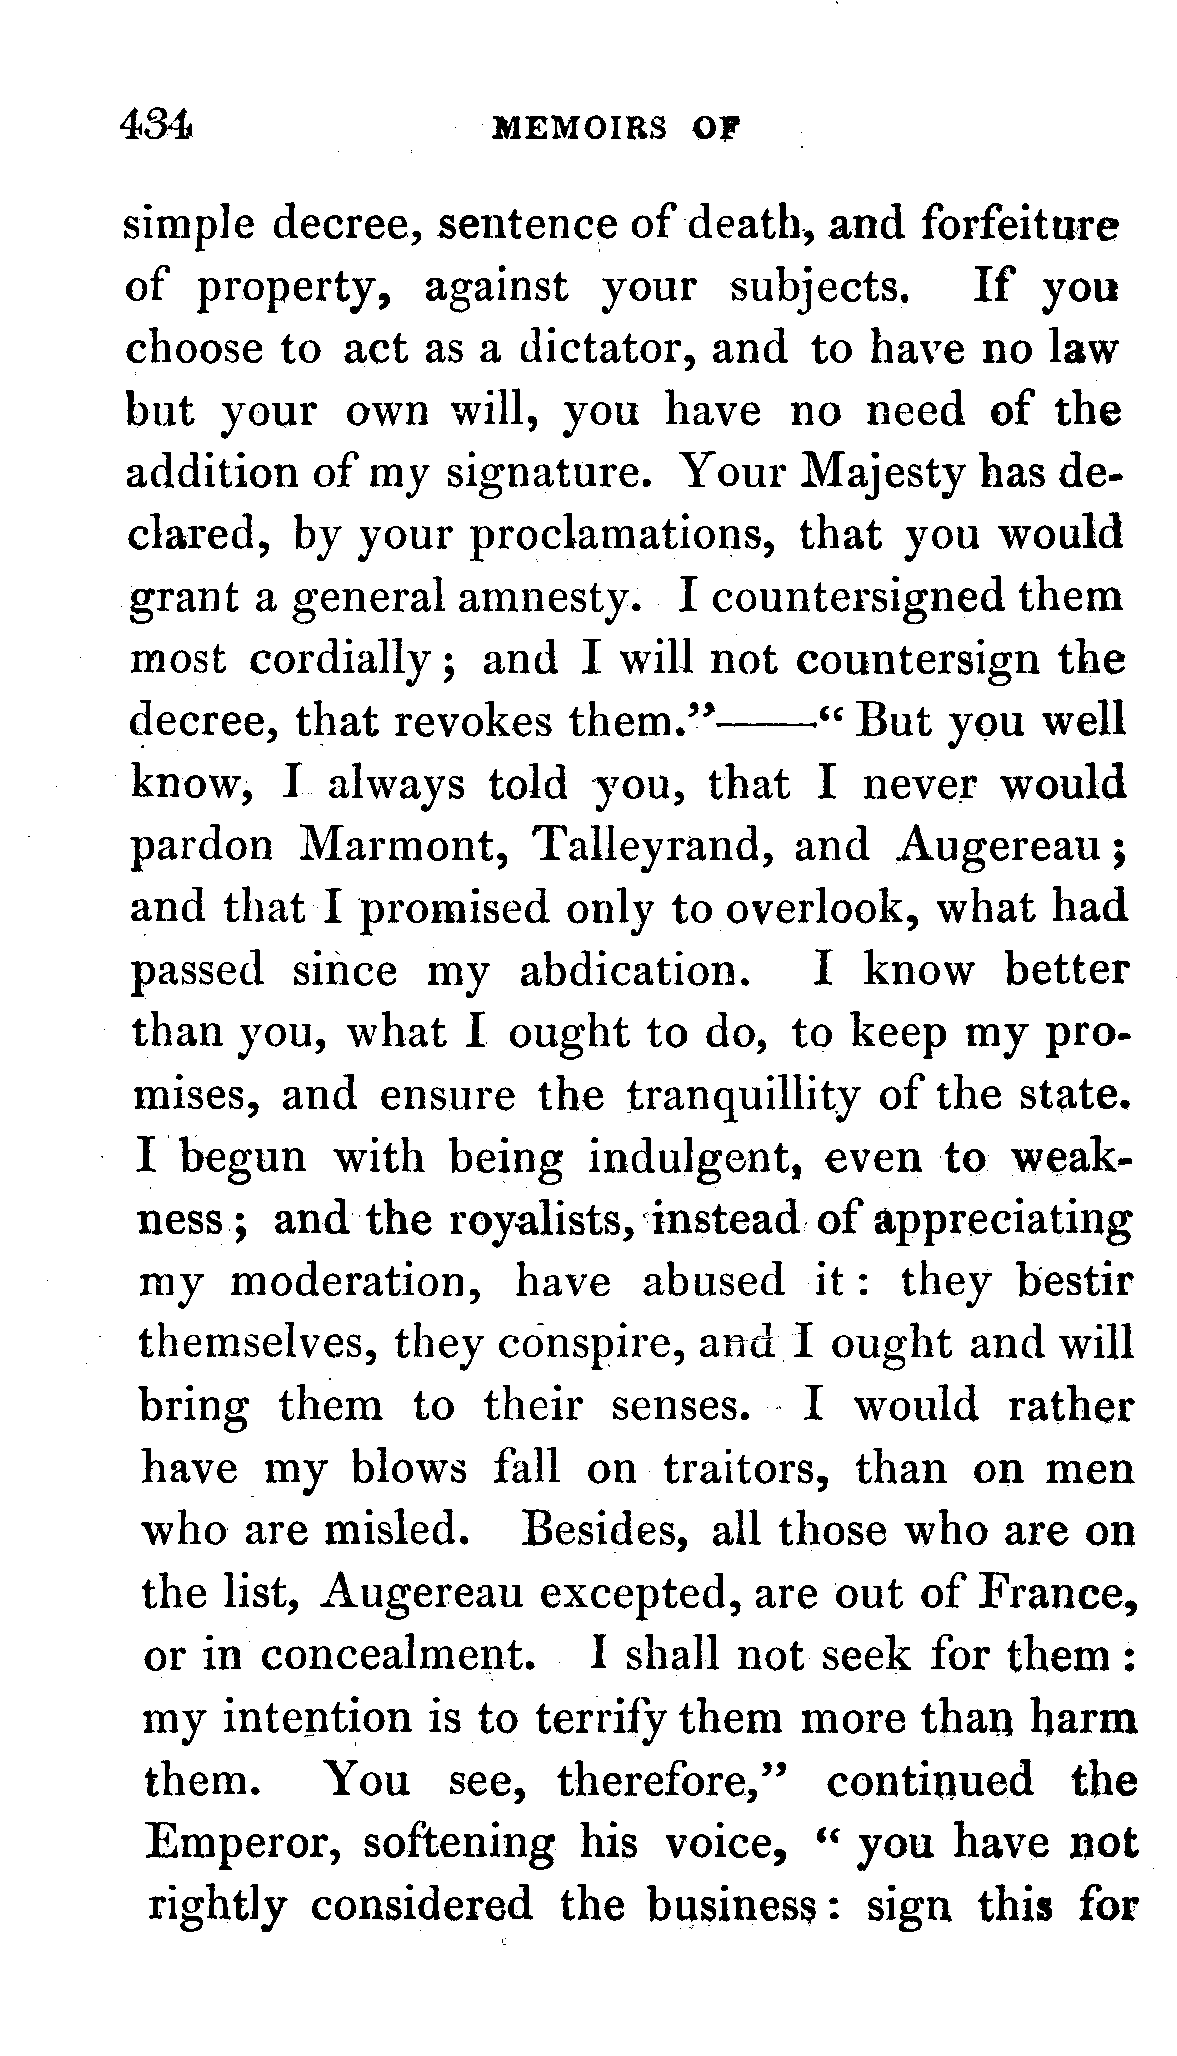 434 MEMOIRS OF
simple decree, sentence of death, and forfeiture
of property, against your subjects. If you
choose to act as a dictator, and to have no law
but your own will, you have no need of the
addition of my signature. Your Majesty has de-
clared, by your proclamations, that you would
grant a general amnesty. I countersigned them
most cordially; and I will not countersign the
decree, that revokes them.”——“ But you well
know, I always told you, that I never would
pardon Marmont, Talleyrand, and Augereau;
and that I promised only to overlook, what had
passed since my abdication. I know better
than you, what I ought to do, to keep my pro-
mises, and ensure the tranquillity of the state.
I begun with being indulgent, even to weak-
ness; and the royalists, instead of appreciating
my moderation, have abused it: they bestir
themselves, they conspire, and I ought and will
bring them to their senses. I would rather
have my blows fall on traitors, than on men
who are misled. Besides, all those who are on
the list, Augereau excepted, are out of France,
or in concealment. I shall not seek for them:
my intention is to terrify them more than harm
them. You see, therefore,” continued the
Emperor, softening his voice, “ you have not
rightly considered the business: sign this for